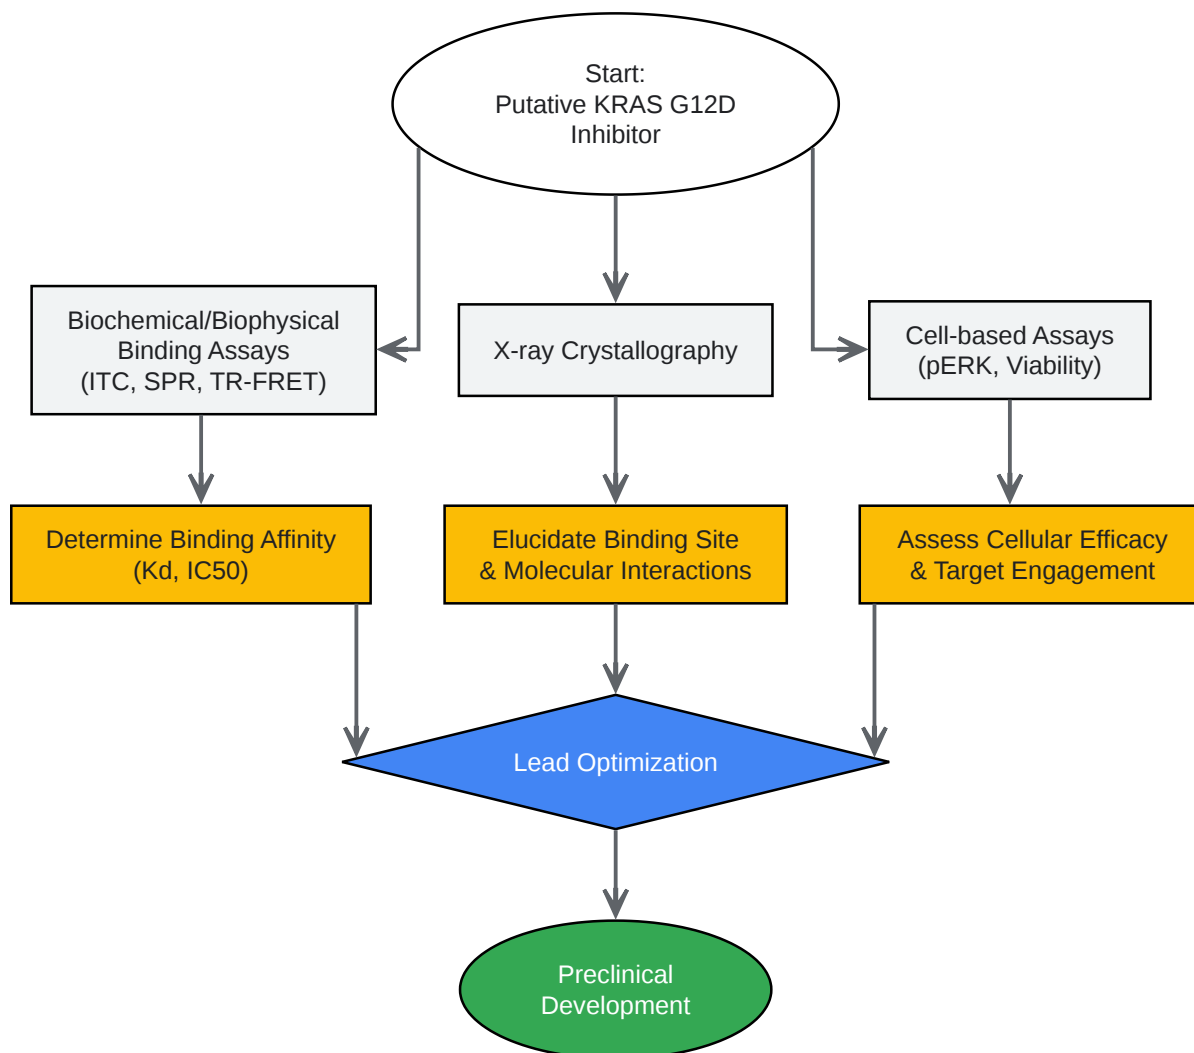 Start:
Putative KRAS G12D
Inhibitor
Biochemical/Biophysical
Binding Assays
(ITC, SPR, TR-FRET)
X-ray Crystallography
Cell-based Assays
(pERK, Viability)
Determine Binding Affinity
(Kd, IC50)
Elucidate Binding Site
& Molecular Interactions
Assess Cellular Efficacy
& Target Engagement
Lead Optimization
Preclinical
Development